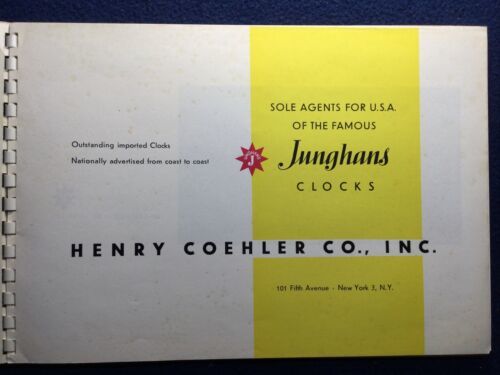 SOLE AGENTS FOR U.S.A.
OF THE FAMOUS
Junghans
CLOCKS
Outstanding imported Clocks
Nationally advertised from coast to coast
J
HENRY COEHLER CO., INC.
101 Fifth Avenue - New York 3, N.Y.